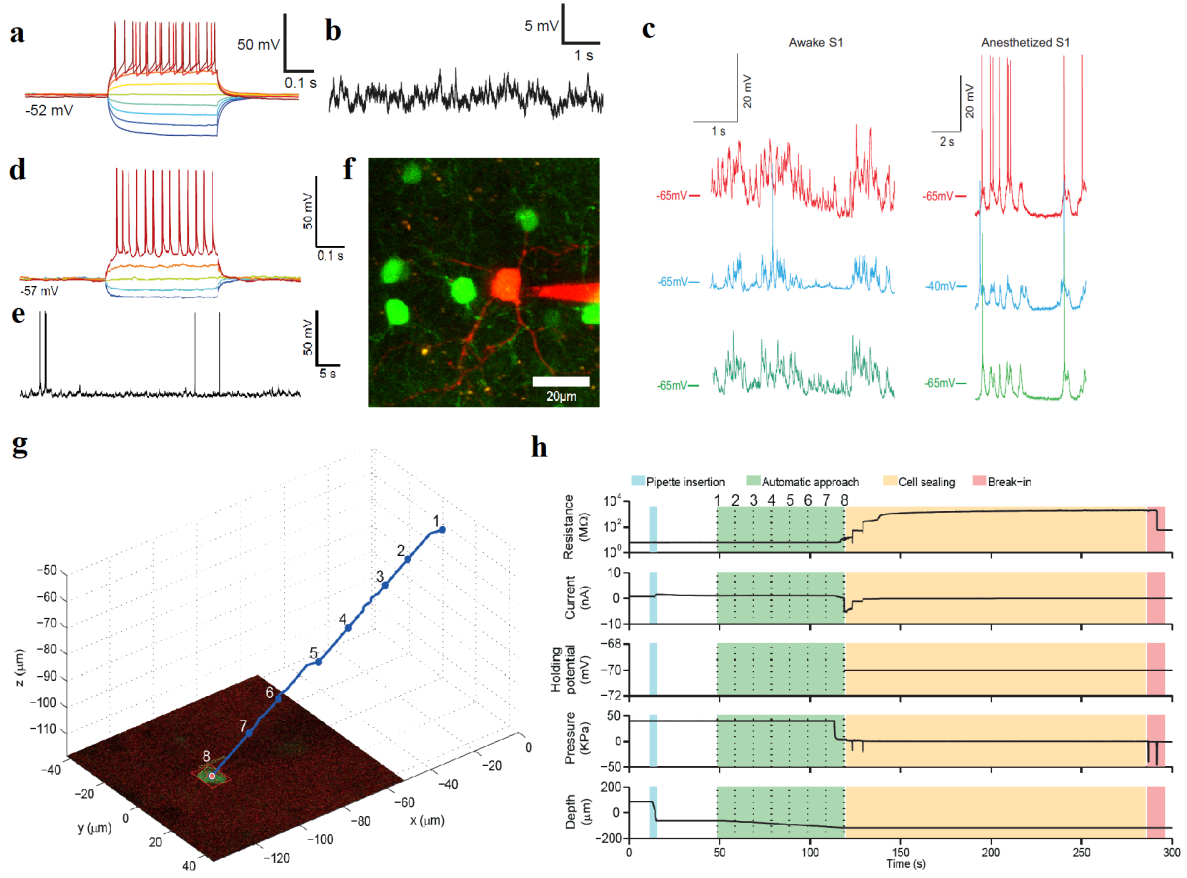 a
50 mV
0.1 s
-52 mV
b
5 mV
1 s
c
Awake S1
Anesthetized S1
20 mV
1 s
20 mV
2 s
-65mV
-65mV
-65mV
-40mV
-65mV
-65mV
d
50 mV
0.1 s
-57 mV
e
50 mV
5 s
f
20µm
g
1
2
3
4
5
6
7
8
−50
−60
−70
−80
−90
−100
−110
z (µm)
−40
−20
0
20
40
y (µm)
0
−20
−40
−60
−80
−100
−120
x (µm)
h
Pipette insertion
Automatic approach
Cell sealing
Break−in
1 2 3 4 5 6 7 8
Resistance
(MΩ)
10⁴
10²
10⁰
Current
(nA)
10
0
−10
Holding
potential
(mV)
−68
−70
−72
Pressure
(KPa)
50
0
−50
Depth
(µm)
200
0
−200
0 50 100 150 200 250 300
Time (s)